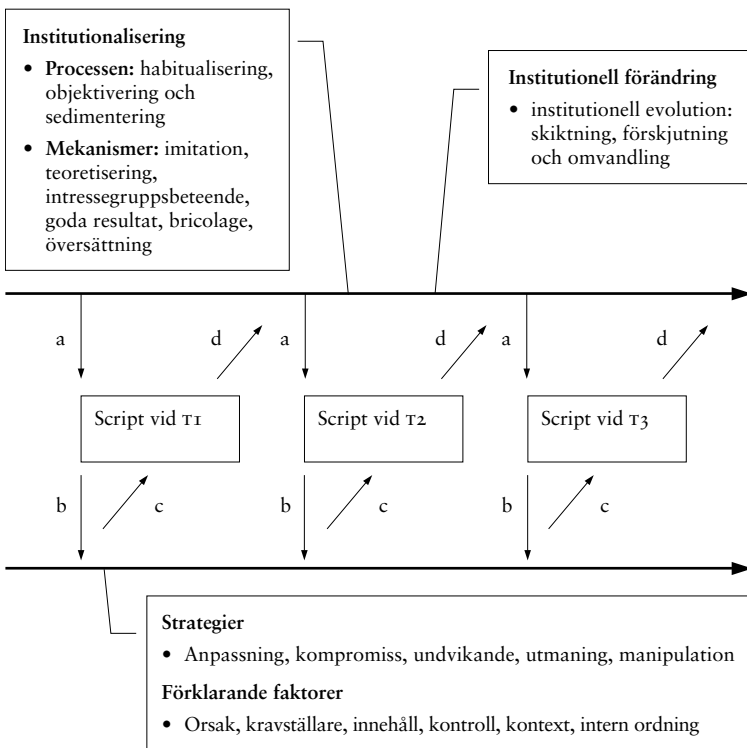 Institutionalisering
• Processen: habitualisering,
objektivering och
sedimentering
• Mekanismer: imitation,
teoretisering,
intressegruppsbeteende,
goda resultat, bricolage,
översättning
Institutionell förändring
• institutionell evolution:
skiktning, förskjutning
och omvandling
a d a d a d
Script vid T1 Script vid T2 Script vid T3
b c b c b c
Strategier
• Anpassning, kompromiss, undvikande, utmaning, manipulation
Förklarande faktorer
• Orsak, kravställare, innehåll, kontroll, kontext, intern ordning